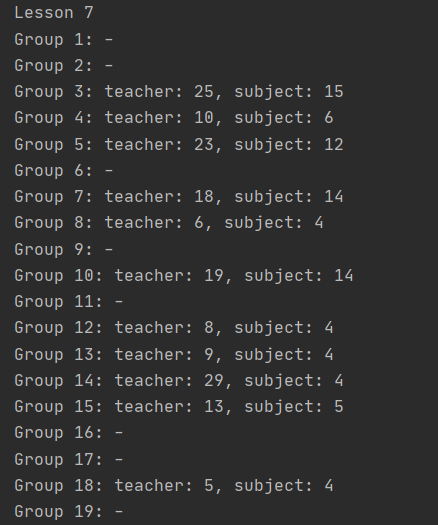 Lesson 7
Group 1: -
Group 2: -
Group 3: teacher: 25, subject: 15
Group 4: teacher: 10, subject: 6
Group 5: teacher: 23, subject: 12
Group 6: -
Group 7: teacher: 18, subject: 14
Group 8: teacher: 6, subject: 4
Group 9: -
Group 10: teacher: 19, subject: 14
Group 11: -
Group 12: teacher: 8, subject: 4
Group 13: teacher: 9, subject: 4
Group 14: teacher: 29, subject: 4
Group 15: teacher: 13, subject: 5
Group 16: -
Group 17: -
Group 18: teacher: 5, subject: 4
Group 19: -